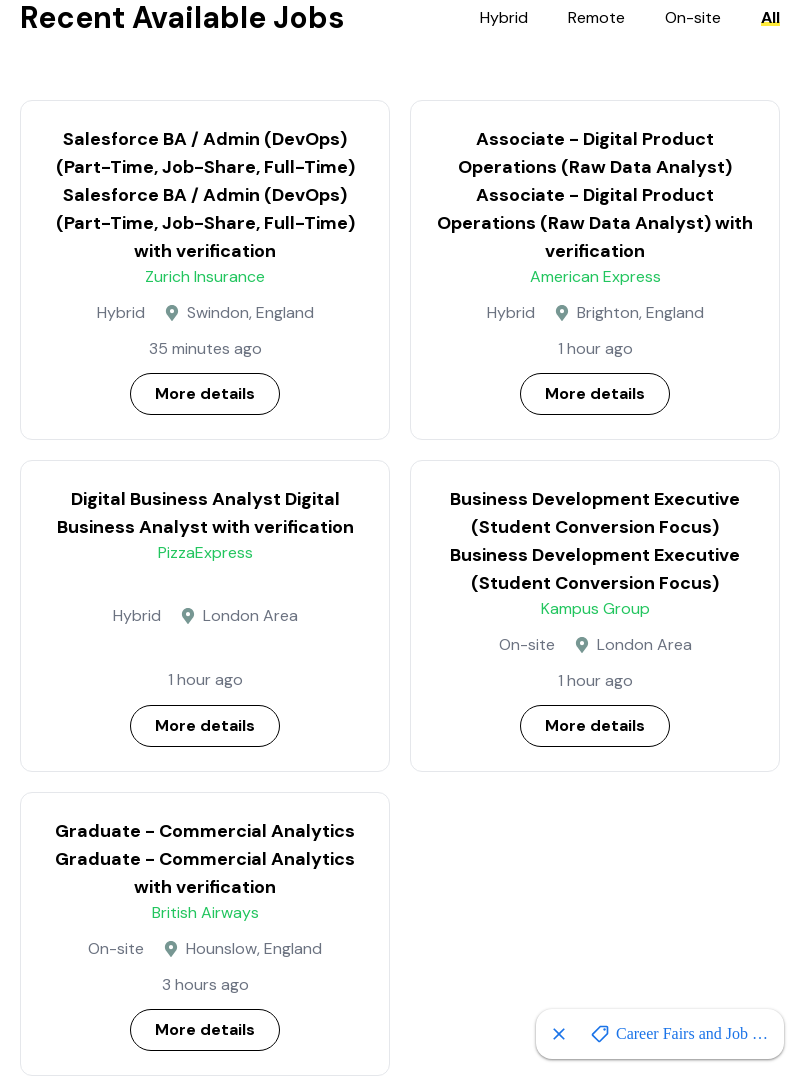 Recent Available Jobs
Hybrid Remote On-site All
Salesforce BA / Admin (DevOps)
(Part-Time, Job-Share, Full-Time)
Salesforce BA / Admin (DevOps)
(Part-Time, Job-Share, Full-Time)
with verification
Zurich Insurance
Hybrid Swindon, England
35 minutes ago
More details
Associate - Digital Product
Operations (Raw Data Analyst)
Associate - Digital Product
Operations (Raw Data Analyst) with
verification
American Express
Hybrid Brighton, England
1 hour ago
More details
Digital Business Analyst Digital
Business Analyst with verification
PizzaExpress
Hybrid London Area
1 hour ago
More details
Business Development Executive
(Student Conversion Focus)
Business Development Executive
(Student Conversion Focus)
Kampus Group
On-site London Area
1 hour ago
More details
Graduate - Commercial Analytics
Graduate - Commercial Analytics
with verification
British Airways
On-site Hounslow, England
3 hours ago
More details
Career Fairs and Job …